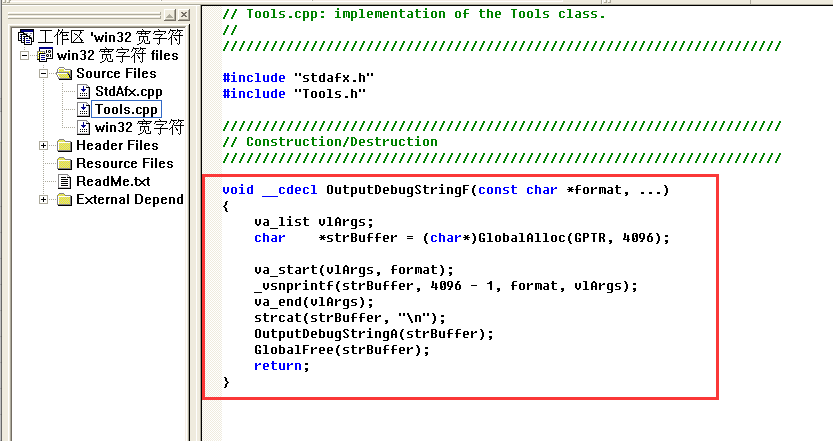 工作区 'win32 宽字符
win32 宽字符 files
Source Files
StdAfx.cpp
Tools.cpp
win32 宽字符
Header Files
Resource Files
ReadMe.txt
External Depend
// Tools.cpp: implementation of the Tools class.
//
//////////////////////////////////////////////////////////////////////
#include "stdafx.h"
#include "Tools.h"
//////////////////////////////////////////////////////////////////////
// Construction/Destruction
//////////////////////////////////////////////////////////////////////
void __cdecl OutputDebugStringF(const char *format, ...)
{
    va_list vlArgs;
    char    *strBuffer = (char*)GlobalAlloc(GPTR, 4096);
    va_start(vlArgs, format);
    _vsnprintf(strBuffer, 4096 - 1, format, vlArgs);
    va_end(vlArgs);
    strcat(strBuffer, "\n");
    OutputDebugStringA(strBuffer);
    GlobalFree(strBuffer);
    return;
}